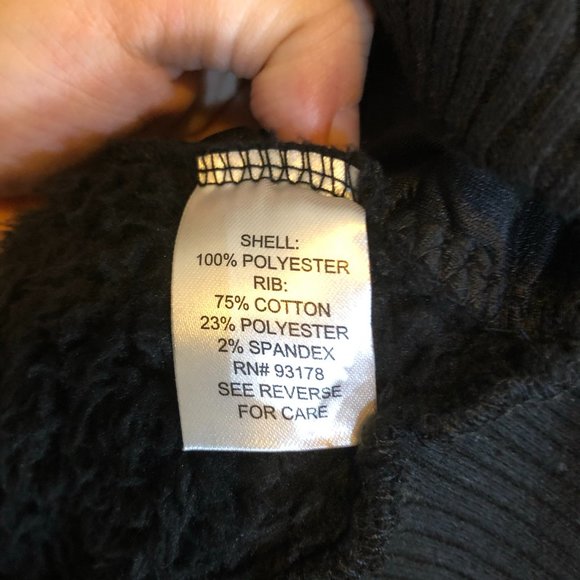 SHELL:
100% POLYESTER
RIB:
75% COTTON
23% POLYESTER
2% SPANDEX
RN# 93178
SEE REVERSE
FOR CARE